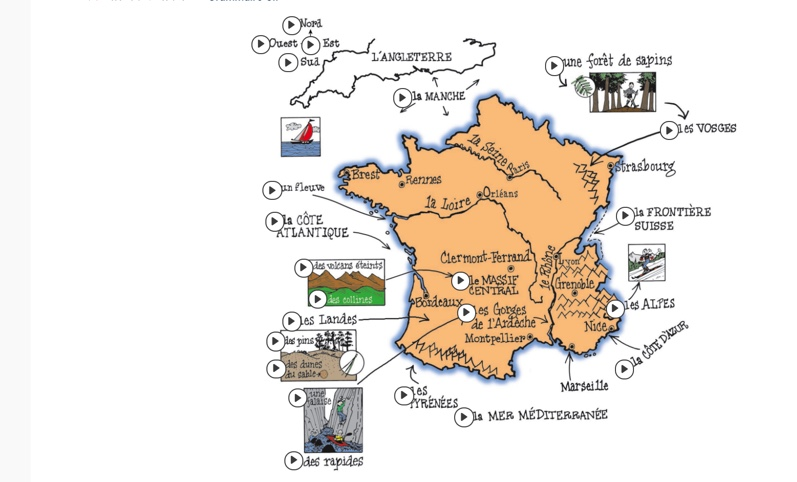 Nord
Ouest
Est
Sud
L'ANGLETERRE
la MANCHE
une forêt de sapins
les VOSGES
la Seine
Paris
Strasbourg
Brest
Rennes
un fleuve
la Loire
Orléans
la FRONTIÈRE
SUISSE
la CÔTE
ATLANTIQUE
Clermont-Ferrand
le Rhône
Lyon
des volcans éteints
le MASSIF
CENTRAL
Grenoble
des collines
Bordeaux
les ALPES
les Gorges
de l'Ardèche
les Landes
Nice
Montpellier
des pins
la CÔTE D'AZUR
des dunes
du sable
Marseille
les
PYRÉNÉES
une
falaise
la MER MÉDITERRANÉE
des rapides